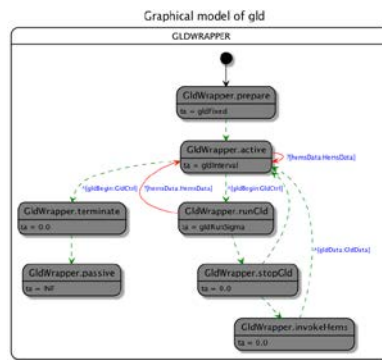 Graphical model of gld
GLDWRAPPER
GldWrapper.prepare
ta = gldFixed
GldWrapper.active
ta = gldInterval
?[hemsData:HemsData]
^[gldBegin:GldCtrl]
?[hemsData:HemsData]
^[gldBegin:GldCtrl]
GldWrapper.terminate
ta = 0.0
GldWrapper.runGld
ta = gldRunSigma
^[gldData:GldData]
GldWrapper.passive
ta = INF
GldWrapper.stopGld
ta = 0.0
GldWrapper.invokeHems
ta = 0.0